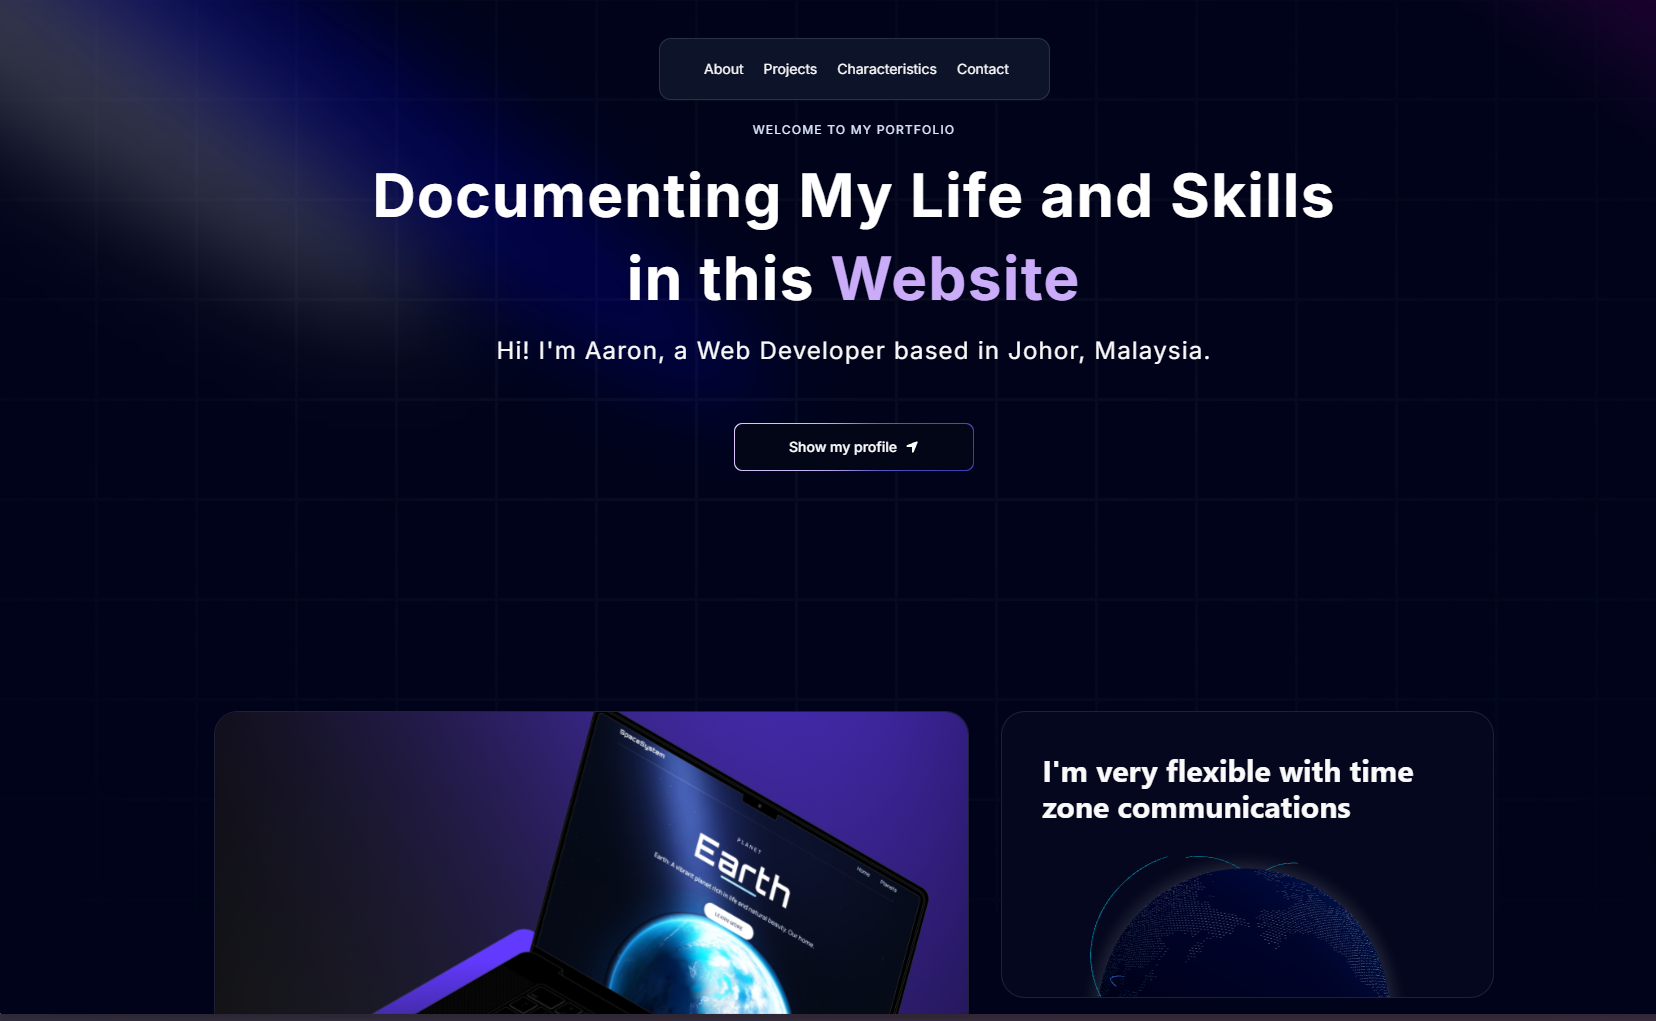 About Projects Characteristics Contact
WELCOME TO MY PORTFOLIO
Documenting My Life and Skills
in this Website
Hi! I'm Aaron, a Web Developer based in Johor, Malaysia.
Show my profile
SpaceSystem
Home Planets
PLANET
Earth
Earth. A vibrant planet rich in life and natural beauty. Our home.
LEARN MORE
I'm very flexible with time
zone communications